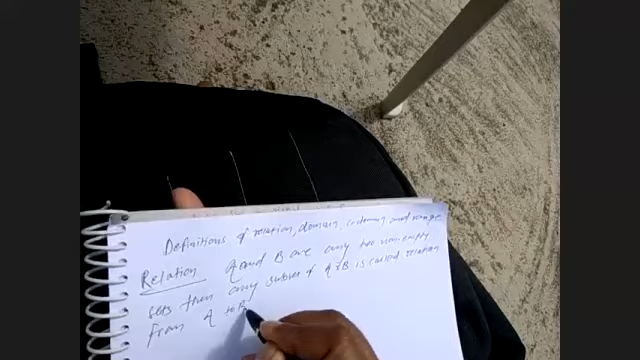 Definitions of relation, domain, codomain, and range
Relation A and B are any two non-empty
sets then any subset of A x B is called relation
from A to B